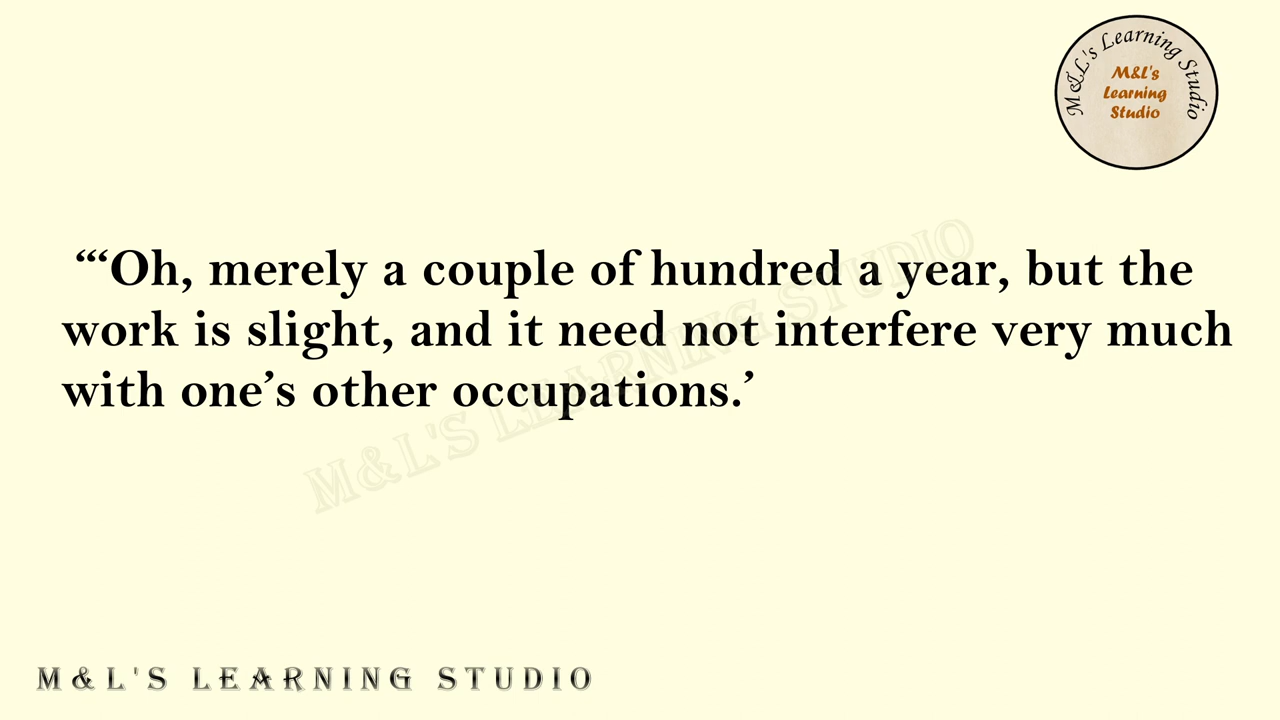 M&L's Learning Studio
M&L's
Learning
Studio
“‘Oh, merely a couple of hundred a year, but the
work is slight, and it need not interfere very much
with one’s other occupations.’
M&L'S LEARNING STUDIO
M&L'S LEARNING STUDIO